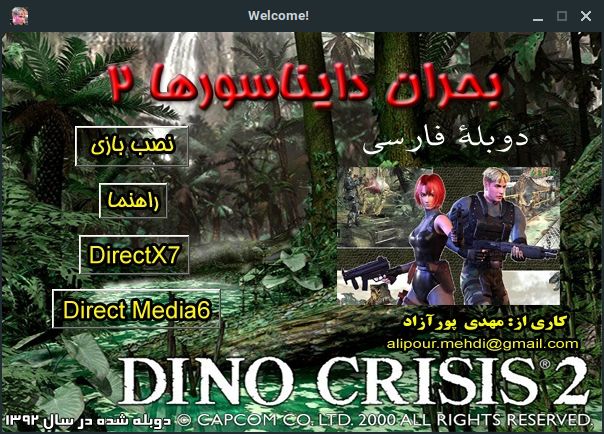 Welcome!
بحران دایناسورها ۲
دوبلهٔ فارسی
نصب بازی
راهنما
DirectX7
Direct Media6
کاری از: مهدی پورآزاد
alipour.mehdi@gmail.com
DINO CRISIS® 2
دوبله شده در سال ۱۳۹۲ © CAPCOM CO. LTD. 2000 ALL RIGHTS RESERVED.